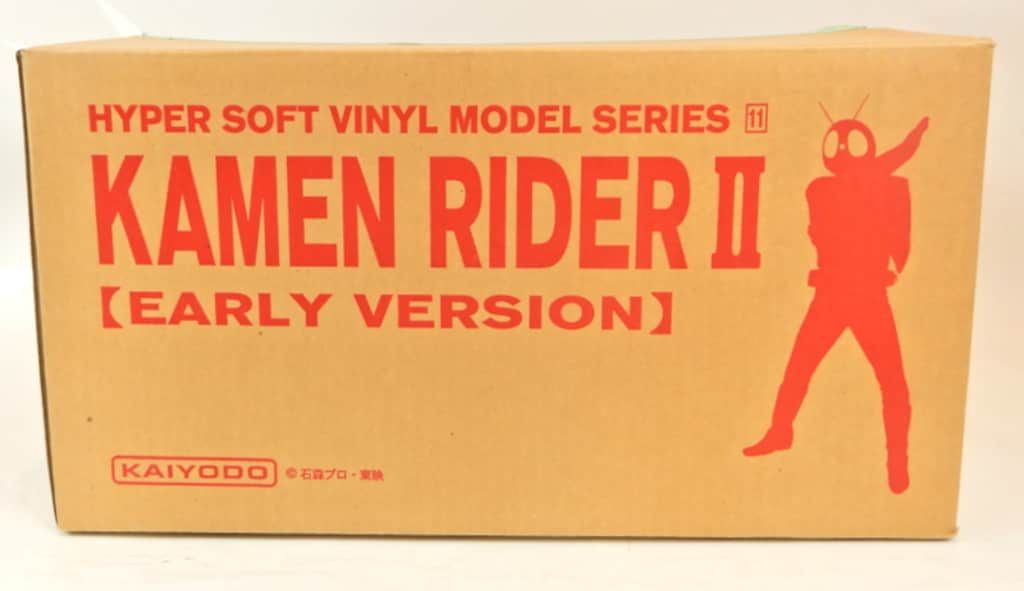 HYPER SOFT VINYL MODEL SERIES 11
KAMEN RIDER II
【EARLY VERSION】
KAIYODO ©石森プロ・東映